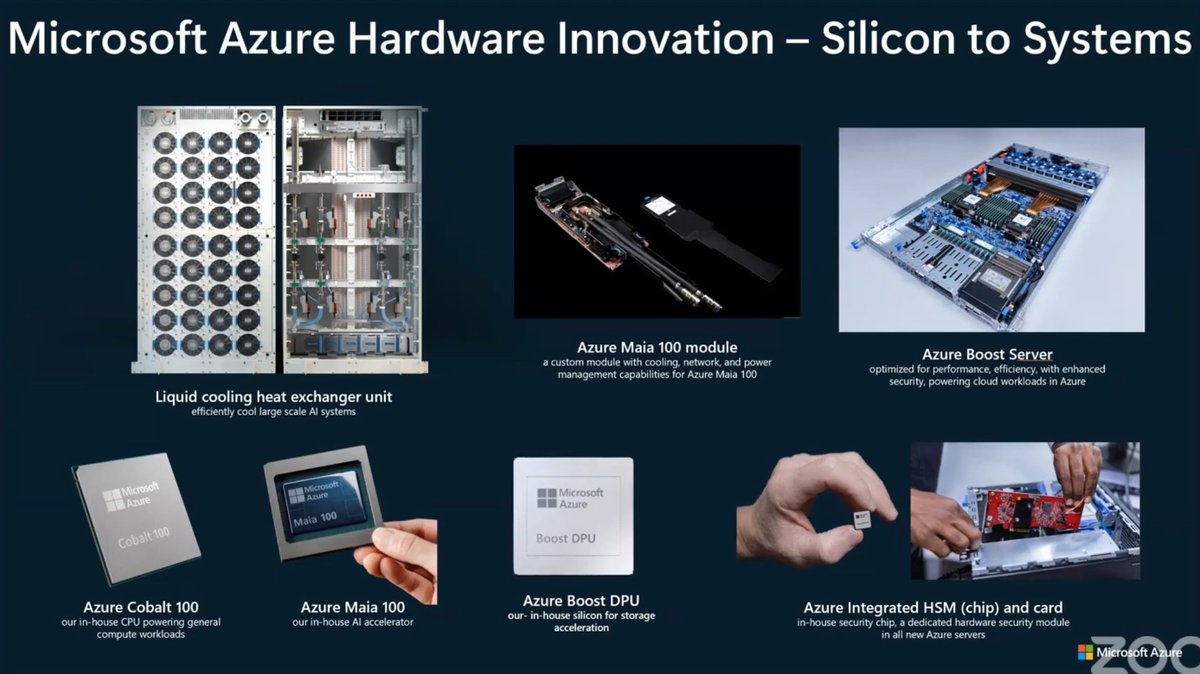 Microsoft Azure Hardware Innovation – Silicon to Systems
Liquid cooling heat exchanger unit
efficiently cool large scale AI systems
Azure Maia 100 module
a custom module with cooling, network, and power
management capabilities for Azure Maia 100
Azure Boost Server
optimized for performance, efficiency, with enhanced
security, powering cloud workloads in Azure
Microsoft
Azure
Cobalt 100
Azure Cobalt 100
our in-house CPU powering general
compute workloads
Microsoft
Azure
Maia 100
Azure Maia 100
our in-house AI accelerator
Microsoft
Azure
Boost DPU
Azure Boost DPU
our- in-house silicon for storage
acceleration
Azure Integrated HSM (chip) and card
in-house security chip, a dedicated hardware security module
in all new Azure servers
Microsoft Azure